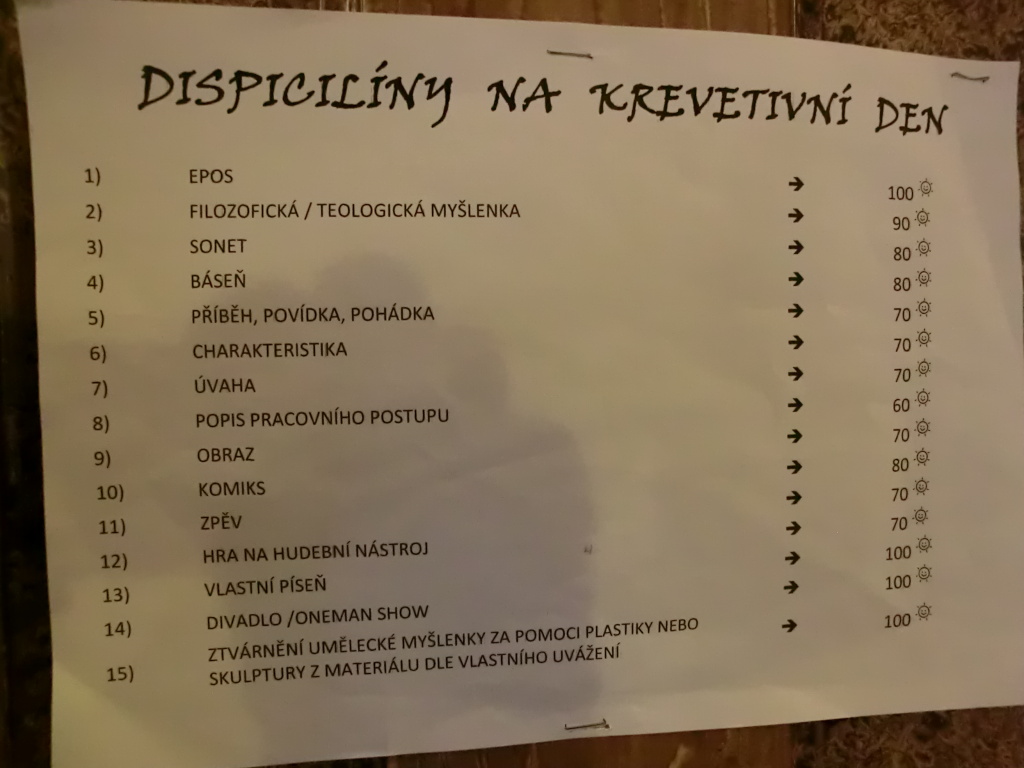 DISPICILÍNY NA KREVETIVNÍ DEN
1) EPOS → 100
2) FILOZOFICKÁ / TEOLOGICKÁ MYŠLENKA → 90
3) SONET → 80
4) BÁSEŇ → 80
5) PŘÍBĚH, POVÍDKA, POHÁDKA → 70
6) CHARAKTERISTIKA → 70
7) ÚVAHA → 70
8) POPIS PRACOVNÍHO POSTUPU → 60
9) OBRAZ → 70
10) KOMIKS → 80
11) ZPĚV → 70
12) HRA NA HUDEBNÍ NÁSTROJ → 70
13) VLASTNÍ PÍSEŇ → 100
14) DIVADLO /ONEMAN SHOW → 100
15) ZTVÁRNĚNÍ UMĚLECKÉ MYŠLENKY ZA POMOCI PLASTIKY NEBO → 100
SKULPTURY Z MATERIÁLU DLE VLASTNÍHO UVÁŽENÍ